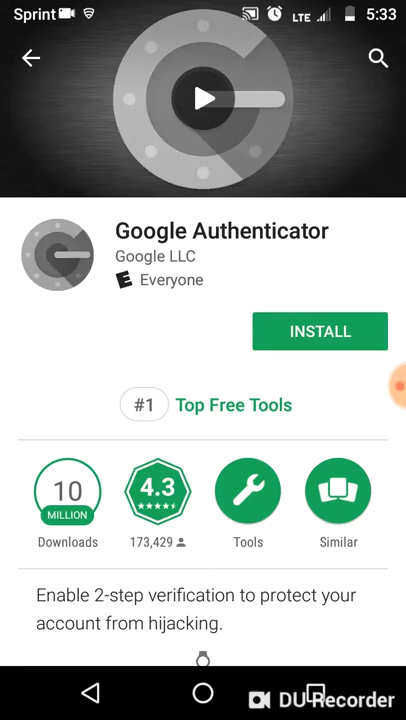 Sprint LTE 5:33
Google Authenticator
Google LLC
E Everyone
INSTALL
#1 Top Free Tools
10 4.3
MILLION
Downloads 173,429 Tools Similar
Enable 2-step verification to protect your
account from hijacking.
DU Recorder